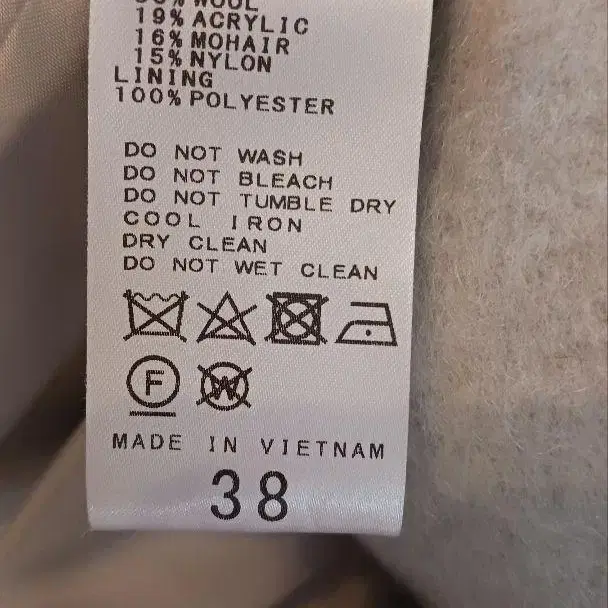 WOOL
19% ACRYLIC
16% MOHAIR
15% NYLON
LINING
100% POLYESTER
DO NOT WASH
DO NOT BLEACH
DO NOT TUMBLE DRY
COOL IRON
DRY CLEAN
DO NOT WET CLEAN
F W
MADE IN VIETNAM
38